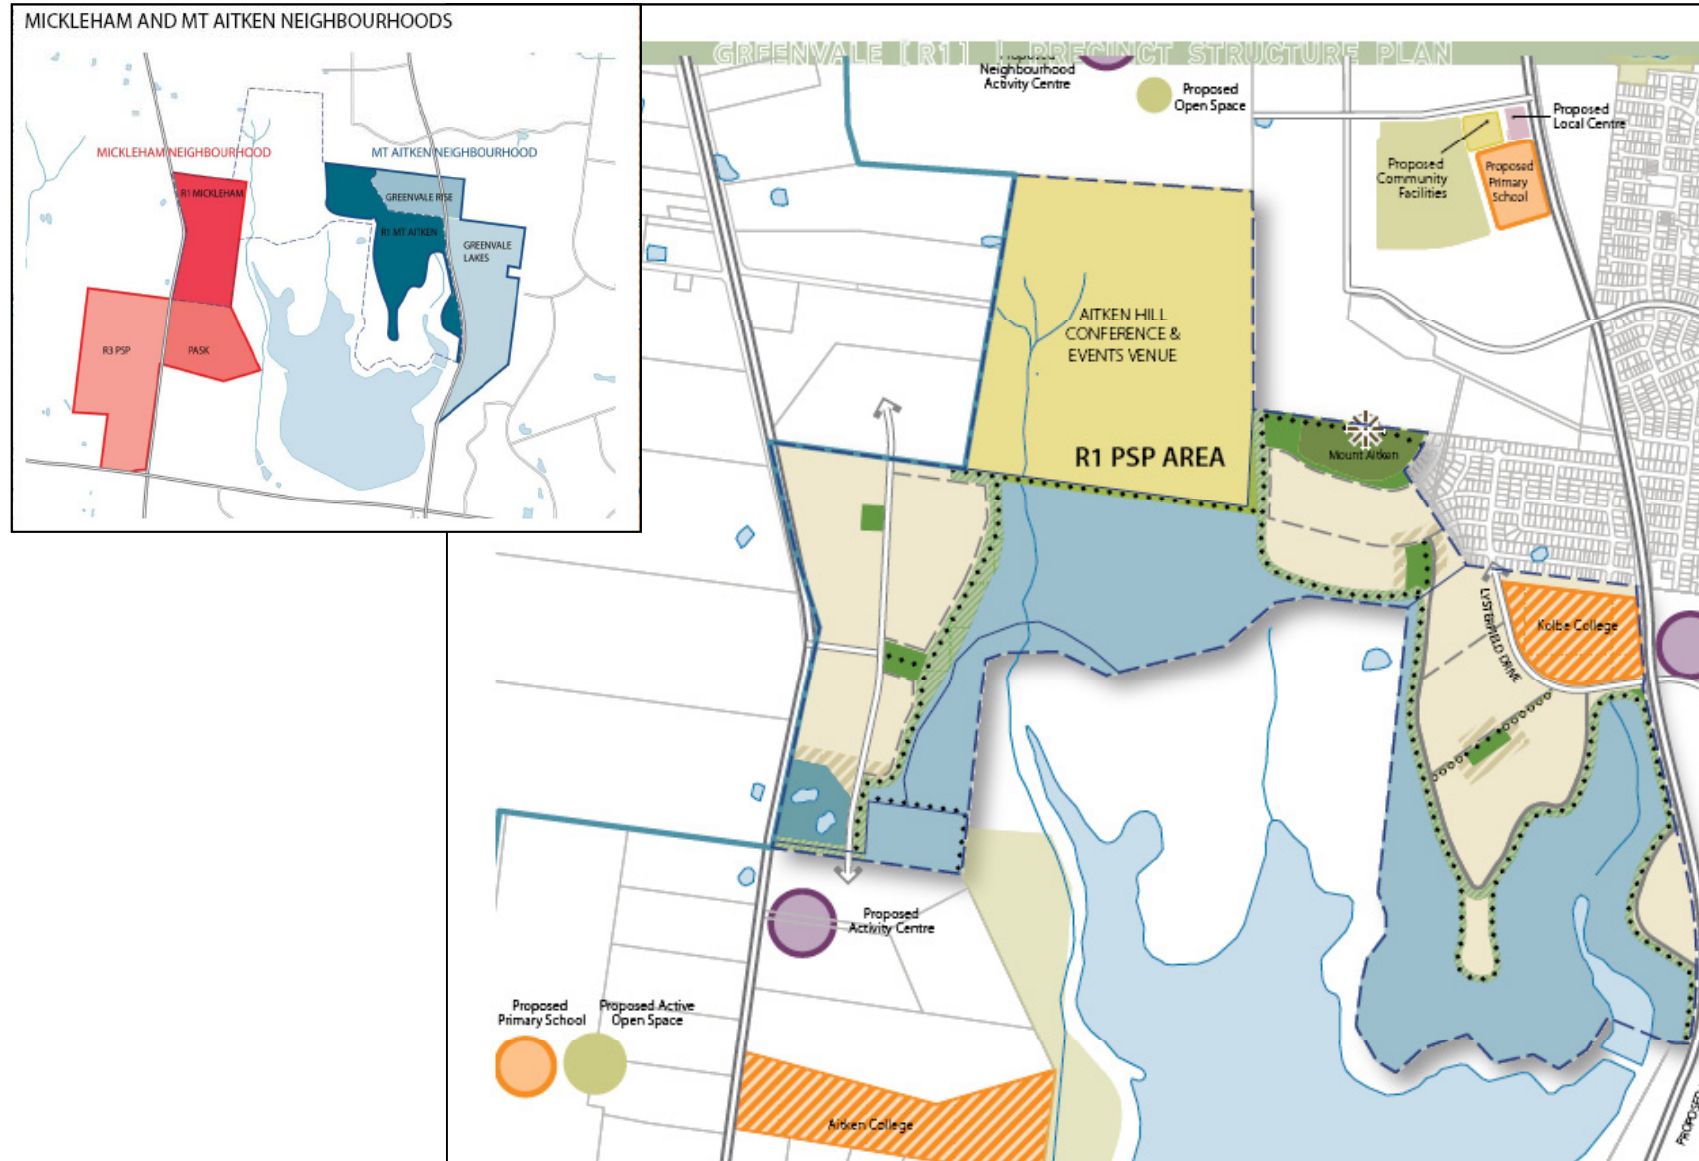 MICKLEHAM AND MT AITKEN NEIGHBOURHOODS
MICKLEHAM NEIGHBOURHOOD
MT AITKEN NEIGHBOURHOOD
R1 MICKLEHAM
GREENVALE RISE
R1 MT AITKEN
GREENVALE
LAKES
R3 PSP
PASK
GREENVALE [R1] | PRECINCT STRUCTURE PLAN
Proposed
Neighbourhood
Activity Centre
Proposed
Open Space
Proposed
Local Centre
Proposed
Community
Facilities
Proposed
Primary
School
AITKEN HILL
CONFERENCE &
EVENTS VENUE
R1 PSP AREA
Mount Aitken
LYSTERFIELD DRIVE
Kolbe College
Proposed
Activity Centre
Proposed
Primary School
Proposed Active
Open Space
Aitken College
PROPOSED